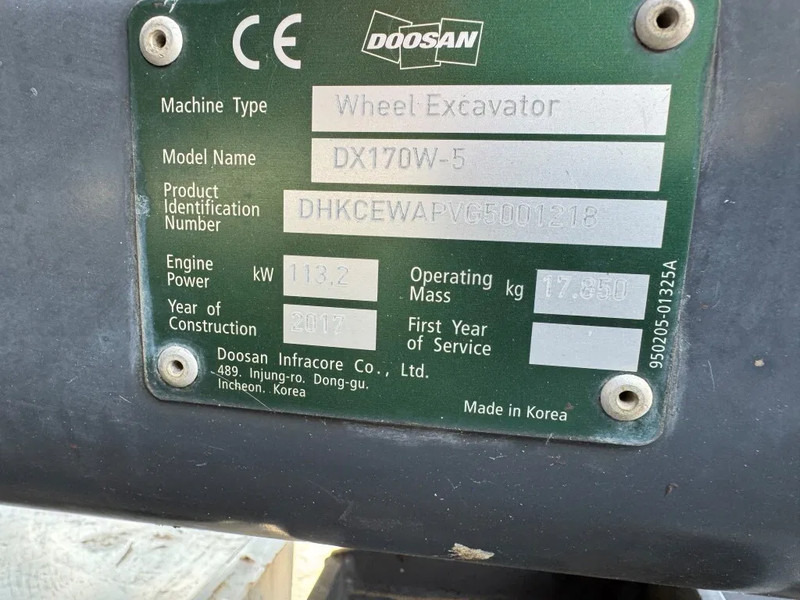 CE DOOSAN
Machine Type Wheel Excavator
Model Name DX170W-5
Product
Identification
Number DHKCEWAPVG5001218
Engine
Power kW 113.2
Operating
Mass kg 17.850
Year of
Construction 2017
First Year
of Service
Doosan Infracore Co., Ltd.
489. Injung-ro. Dong-gu.
Incheon. Korea
Made in Korea
950205-01325A